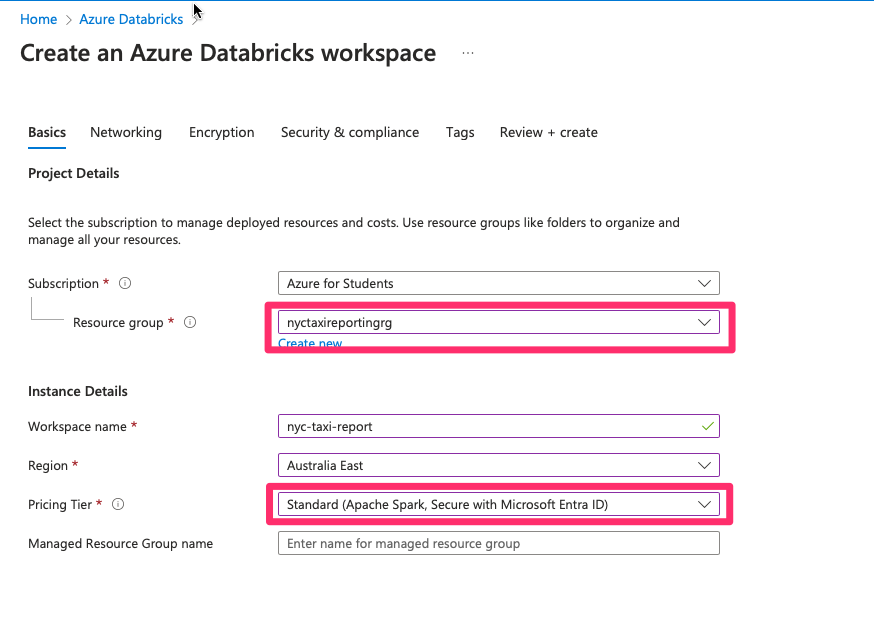 Home > Azure Databricks >
Create an Azure Databricks workspace ...
Basics Networking Encryption Security & compliance Tags Review + create
Project Details
Select the subscription to manage deployed resources and costs. Use resource groups like folders to organize and
manage all your resources.
Subscription * Azure for Students
Resource group * nyctaxireportingrg
Create new
Instance Details
Workspace name * nyc-taxi-report
Region * Australia East
Pricing Tier * Standard (Apache Spark, Secure with Microsoft Entra ID)
Managed Resource Group name Enter name for managed resource group